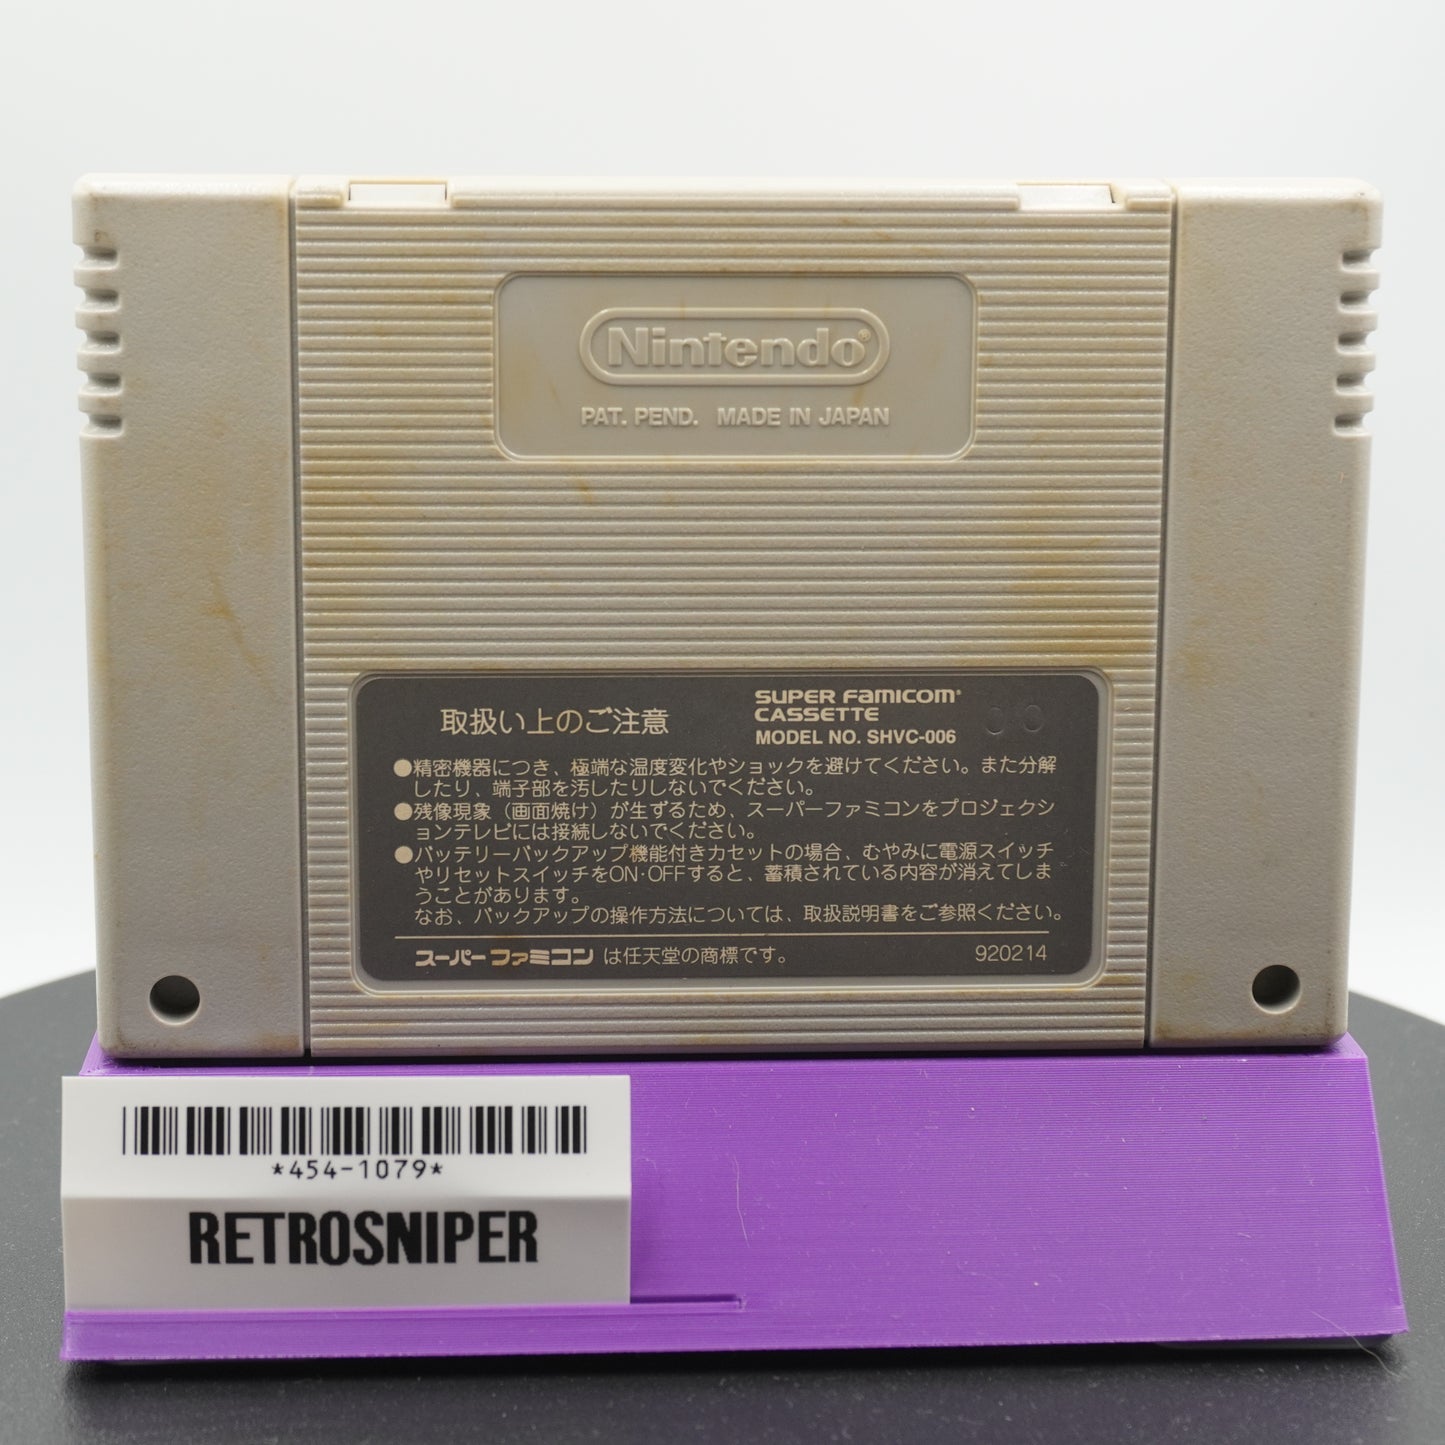 Nintendo®
PAT. PEND. MADE IN JAPAN
取扱い上のご注意
SUPER FAMICOM®
CASSETTE
MODEL NO. SHVC-006
●精密機器につき、極端な温度変化やショックを避けてください。また分解
したり、端子部を汚したりしないでください。
●残像現象（画面焼け）が生ずるため、スーパーファミコンをプロジェクシ
ョンテレビには接続しないでください。
●バッテリーバックアップ機能付きカセットの場合、むやみに電源スイッチ
やリセットスイッチをON・OFFすると、蓄積されている内容が消えてしま
うことがあります。
なお、バックアップの操作方法については、取扱説明書をご参照ください。
スーパーファミコン は任天堂の商標です。
920214
*454-1079*
RETROSNIPER